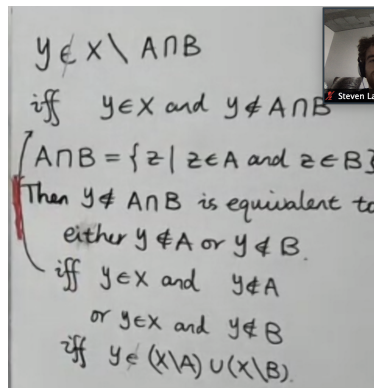 y ∉ X \ A∩B
Steven La
iff y∈X and y∉A∩B
A∩B = {z | z∈A and z∈B}
Then y∉ A∩B is equivalent to
either y∉A or y∉B.
iff y∈X and y∉A
or y∈X and y∉B
iff y∈(X\A)∪(X\B).